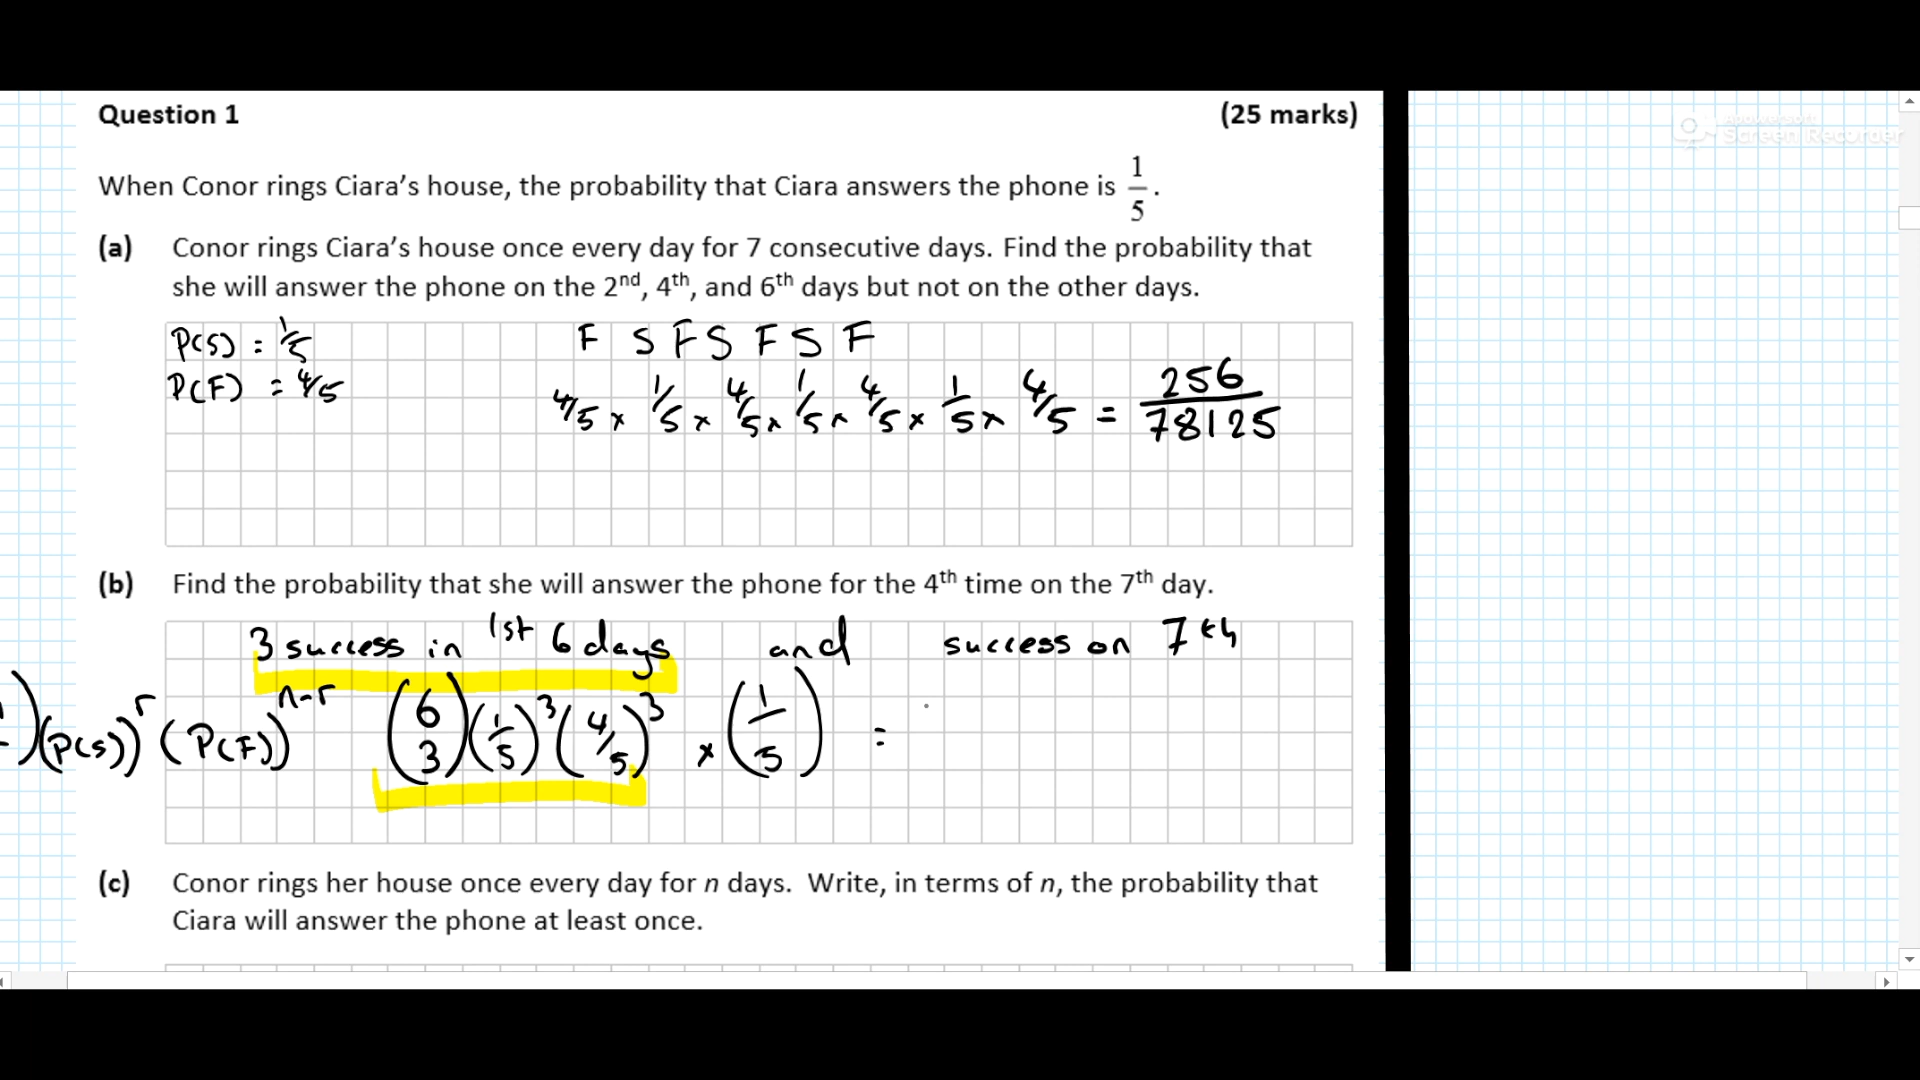 Question 1 (25 marks)
Apowersoft
Screen Recorder
When Conor rings Ciara's house, the probability that Ciara answers the phone is 1/5.
(a) Conor rings Ciara's house once every day for 7 consecutive days. Find the probability that
she will answer the phone on the 2nd, 4th, and 6th days but not on the other days.
P(S) = 1/5 F S F S F S F
P(F) = 4/5 4/5 × 1/5 × 4/5 × 1/5 × 4/5 × 1/5 × 4/5 = 256/78125
(b) Find the probability that she will answer the phone for the 4th time on the 7th day.
3 success in 1st 6 days and success on 7th
(P(S))^r (P(F))^n-r (6 3)(1/5)^3 (4/5)^3 × (1/5) =
(c) Conor rings her house once every day for n days. Write, in terms of n, the probability that
Ciara will answer the phone at least once.